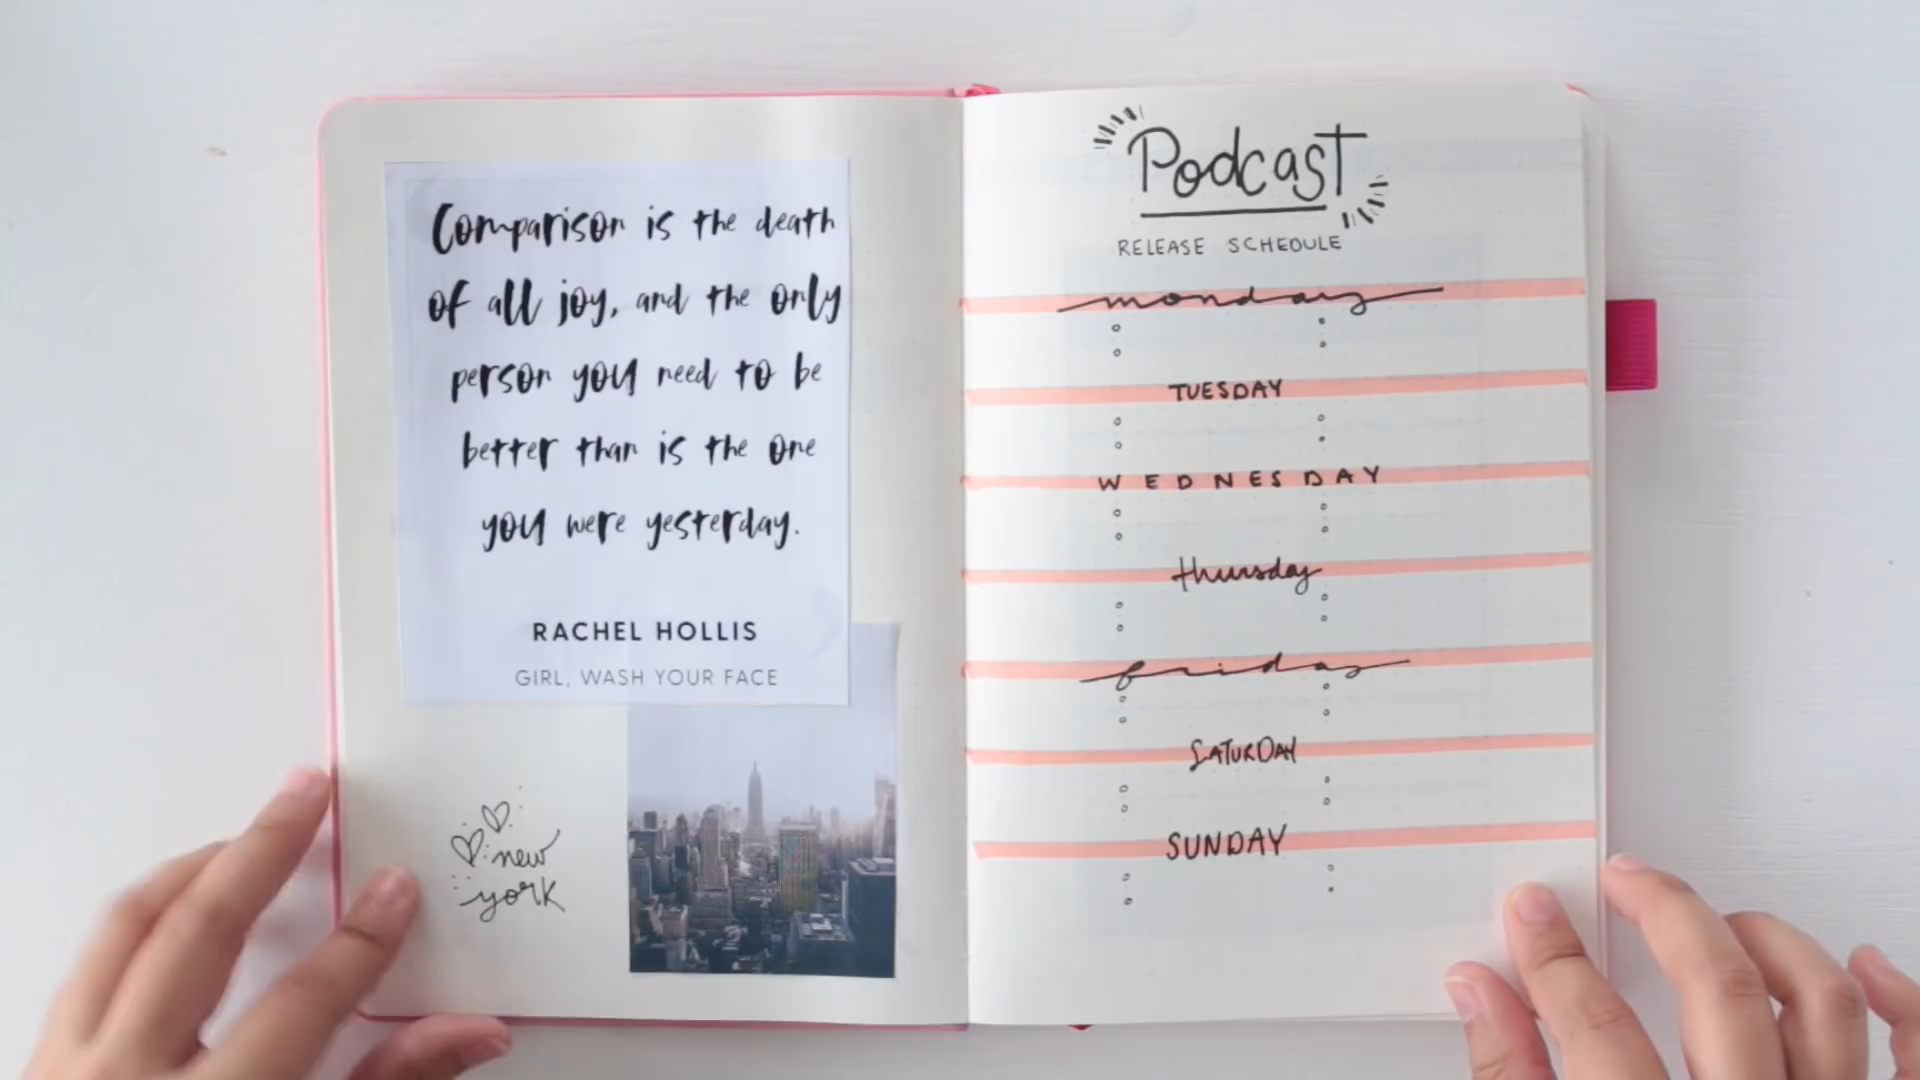 Comparison is the death
of all joy, and the only
person you need to be
better than is the one
you were yesterday.
RACHEL HOLLIS
GIRL, WASH YOUR FACE
new
york
Podcast
RELEASE SCHEDULE
monday
TUESDAY
WEDNESDAY
thursday
friday
SATURDAY
SUNDAY